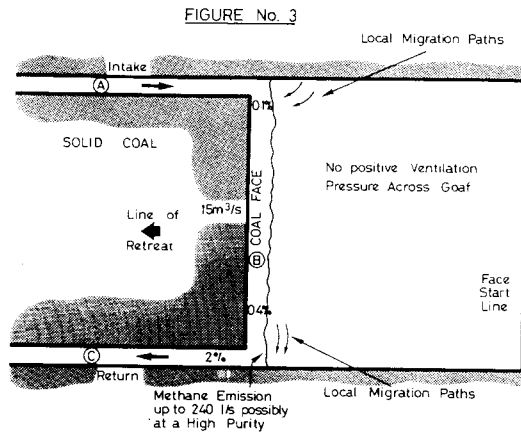 FIGURE No. 3
Intake
Local Migration Paths
A
0.1%
SOLID COAL
No positive Ventilation
Pressure Across Goaf
15m³/s
COAL FACE
Line of
Retreat
B
Face
Start
Line
0.4%
C
2%
Return
Methane Emission
up to 240 l/s possibly
at a High Purity
Local Migration Paths